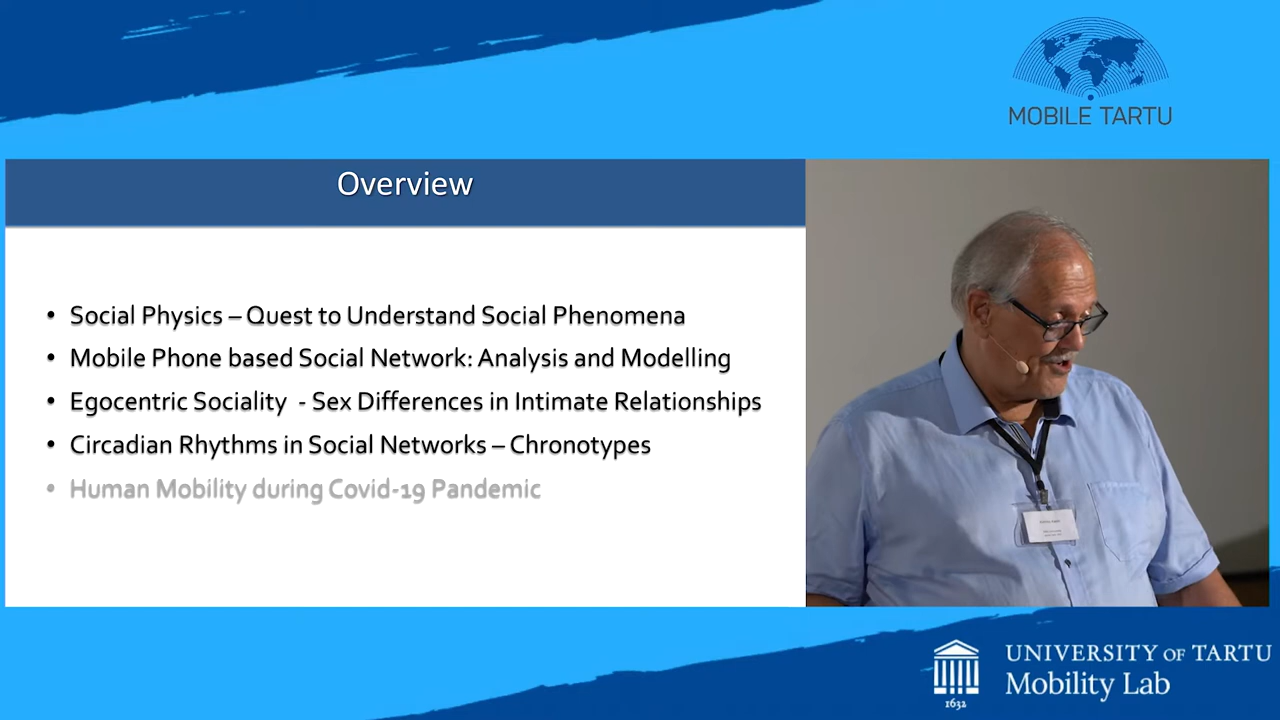 MOBILE TARTU
Overview
• Social Physics – Quest to Understand Social Phenomena
• Mobile Phone based Social Network: Analysis and Modelling
• Egocentric Sociality - Sex Differences in Intimate Relationships
• Circadian Rhythms in Social Networks – Chronotypes
• Human Mobility during Covid-19 Pandemic
UNIVERSITY OF TARTU
Mobility Lab
1632